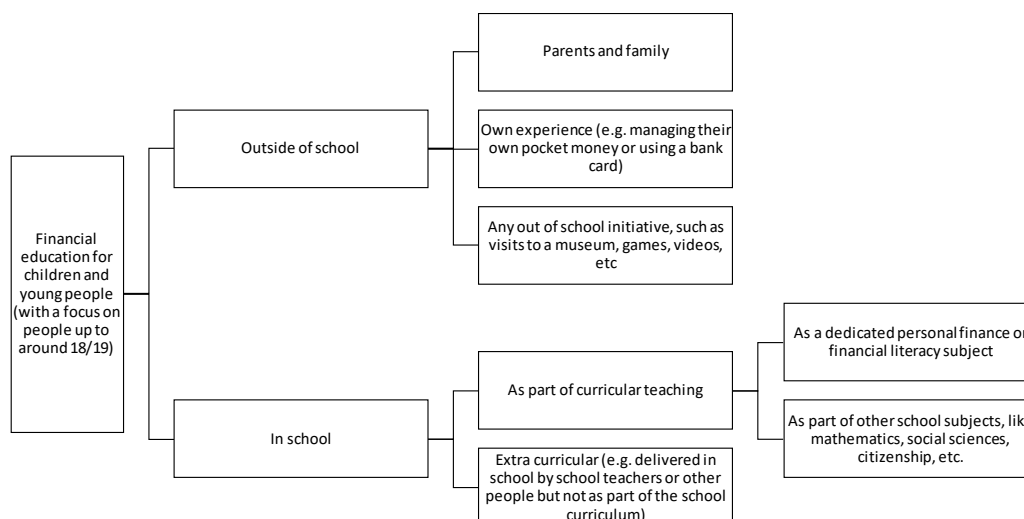 Parents and family
Outside of school
Own experience (e.g. managing their
own pocket money or using a bank
card)
Any out of school initiative, such as
visits to a museum, games, videos,
etc
Financial
education for
children and
young people
(with a focus on
people up to
around 18/19)
In school
As part of curricular teaching
As a dedicated personal finance or
financial literacy subject
As part of other school subjects, lik
mathematics, social sciences,
citizenship, etc.
Extra curricular (e.g. delivered in
school by school teachers or other
people but not as part of the school
curriculum)